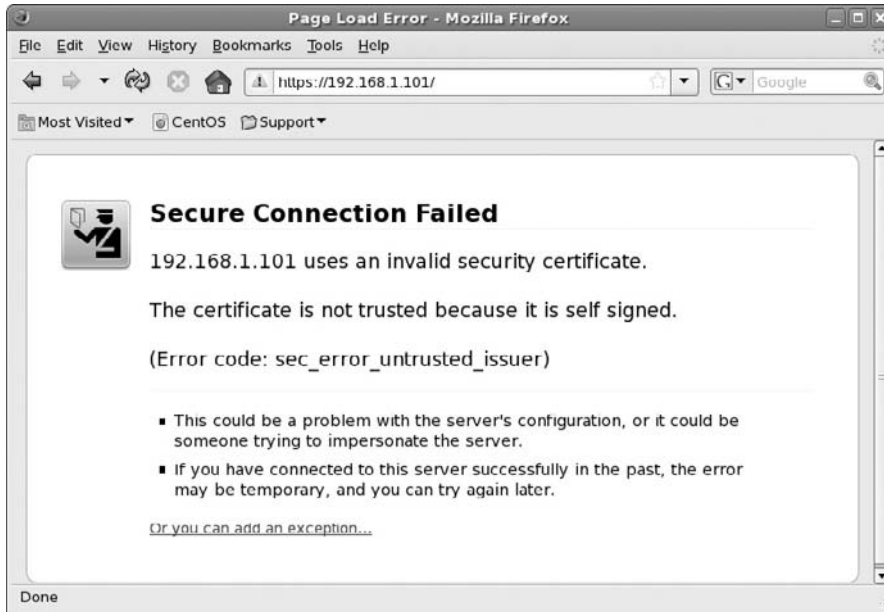 Page Load Error - Mozilla Firefox
File Edit View History Bookmarks Tools Help
https://192.168.1.101/
G Google
Most Visited CentOS Support
Secure Connection Failed
192.168.1.101 uses an invalid security certificate.
The certificate is not trusted because it is self signed.
(Error code: sec_error_untrusted_issuer)
This could be a problem with the server's configuration, or it could be
someone trying to impersonate the server.
If you have connected to this server successfully in the past, the error
may be temporary, and you can try again later.
Or you can add an exception...
Done